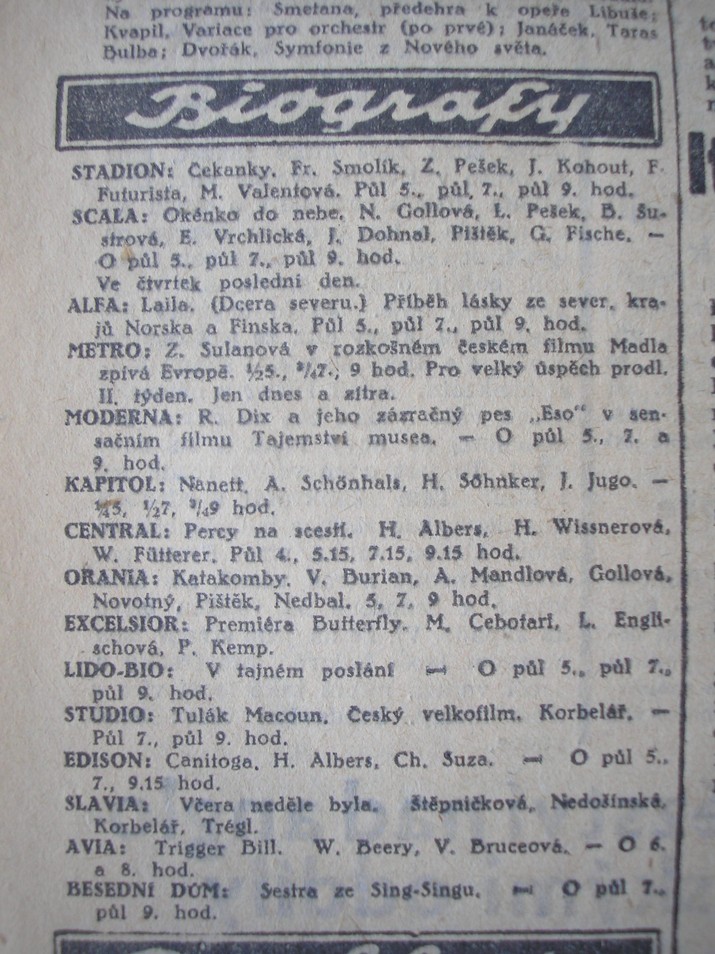 Na programu: Smetana, předehra k opeře Libuše;
Kvapil, Variace pro orchestr (po prvé); Janáček, Taras
Bulba; Dvořák, Symfonie z Nového světa.
Biografy
STADION: Čekanky. Fr. Smolík, Z. Pešek, J. Kohout, F.
Futurista, M. Valentová. Půl 5., půl 7., půl 9. hod.
SCALA: Okénko do nebe. N. Gollová, L. Pešek, B. Šu-
strová, E. Vrchlická, J. Dohnal, Pištěk, G. Fische. —
O půl 5., půl 7., půl 9. hod.
Ve čtvrtek poslední den.
ALFA: Laila. (Dcera severu.) Příběh lásky ze sever. kra-
jů Norska a Finska. Půl 5., půl 7., půl 9. hod.
METRO: Z. Sulanová v rozkošném českém filmu Madla
zpívá Evropě. ½5., ¾7., 9 hod. Pro velký úspěch prodl.
II. týden. Jen dnes a zítra.
MODERNA: R. Dix a jeho zázračný pes „Eso“ v sen-
sačním filmu Tajemství musea. — O půl 5., 7. a
9. hod.
KAPITOL: Nanett. A. Schönhals, H. Söhnker, J. Jugo. —
½7, ¾9 hod.
CENTRAL: Percy na scestí. H. Albers, H. Wissnerová,
W. Fütterer. Půl 4., 5.15, 7.15, 9.15 hod.
ORANIA: Katakomby. V. Burian, A. Mandlová, Gollová,
Novotný, Pištěk, Nedbal. 5, 7, 9 hod.
EXCELSIOR: Premiéra Butterfly. M. Cebotari, L. Engli-
schová, P. Kemp.
LIDO-BIO: V tajném poslání — O půl 5., půl 7.,
půl 9. hod.
STUDIO: Tulák Macoun. Český velkofilm. Korbelář. —
Půl 7., půl 9. hod.
EDISON: Canitoga. H. Albers, Ch. Suza. — O půl 5.,
7., 9.15 hod.
SLAVIA: Včera neděle byla. Štěpničková, Nedošínská,
Korbelář, Trégl.
AVIA: Trigger Bill. W. Beery, V. Bruceová. — O 6.
a 8. hod.
BESEDNÍ DŮM: Sestra ze Sing-Singu. — O půl 7.,
půl 9. hod.